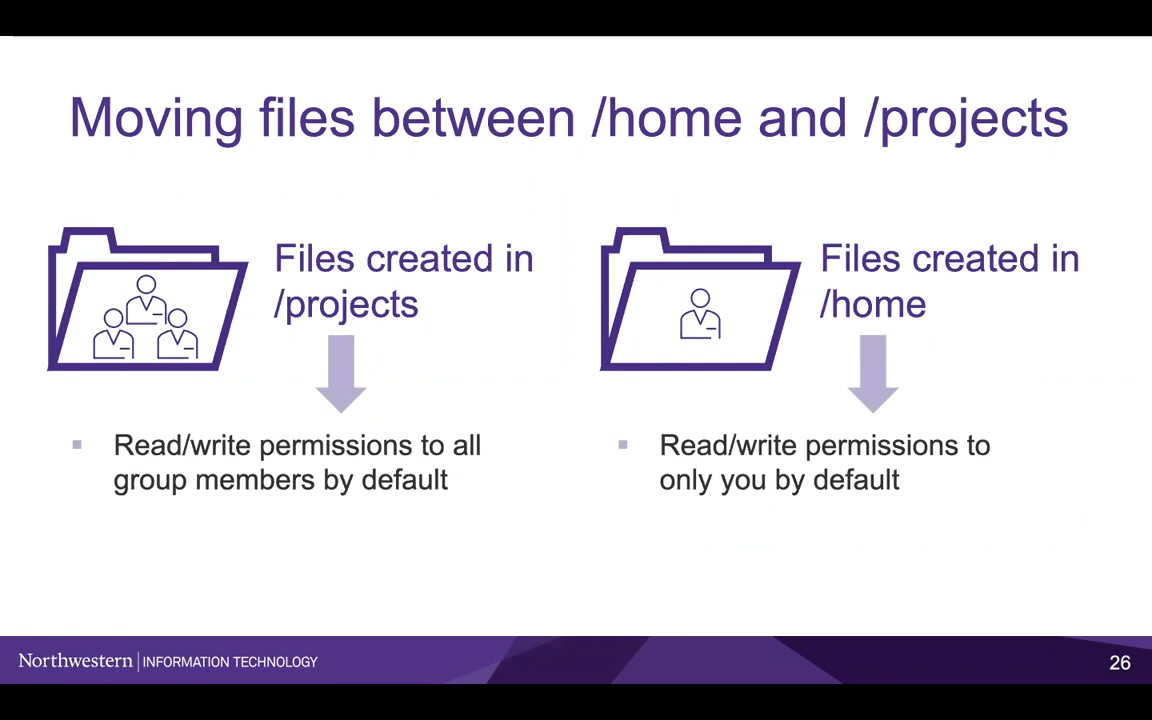 Moving files between /home and /projects
Files created in
/projects
Read/write permissions to all
group members by default
Files created in
/home
Read/write permissions to
only you by default
Northwestern | INFORMATION TECHNOLOGY
26